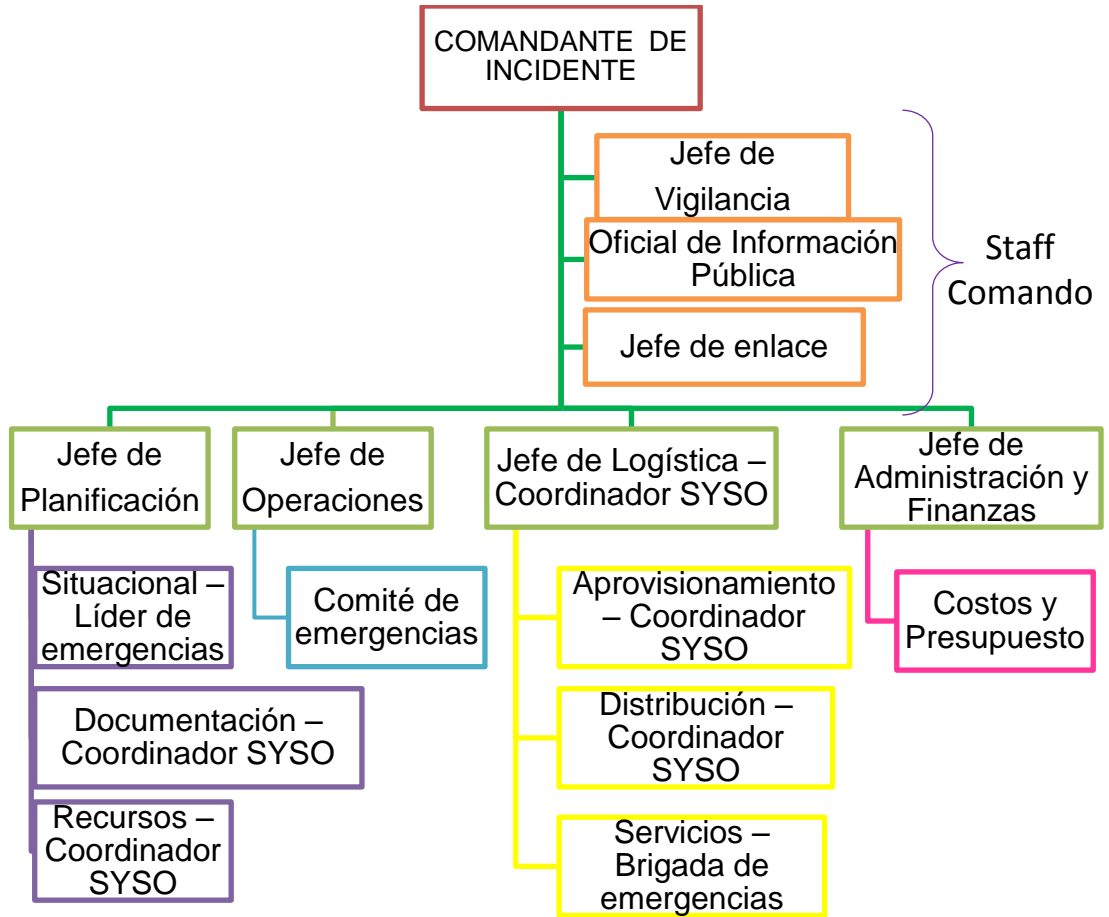 COMANDANTE DE
INCIDENTE
Jefe de
Vigilancia
Oficial de Información
Pública
Jefe de enlace
Staff
Comando
Jefe de
Planificación
Jefe de
Operaciones
Jefe de Logística –
Coordinador SYSO
Jefe de
Administración y
Finanzas
Situacional –
Líder de
emergencias
Documentación –
Coordinador SYSO
Recursos –
Coordinador
SYSO
Comité de
emergencias
Aprovisionamiento
– Coordinador
SYSO
Distribución –
Coordinador
SYSO
Servicios –
Brigada de
emergencias
Costos y
Presupuesto